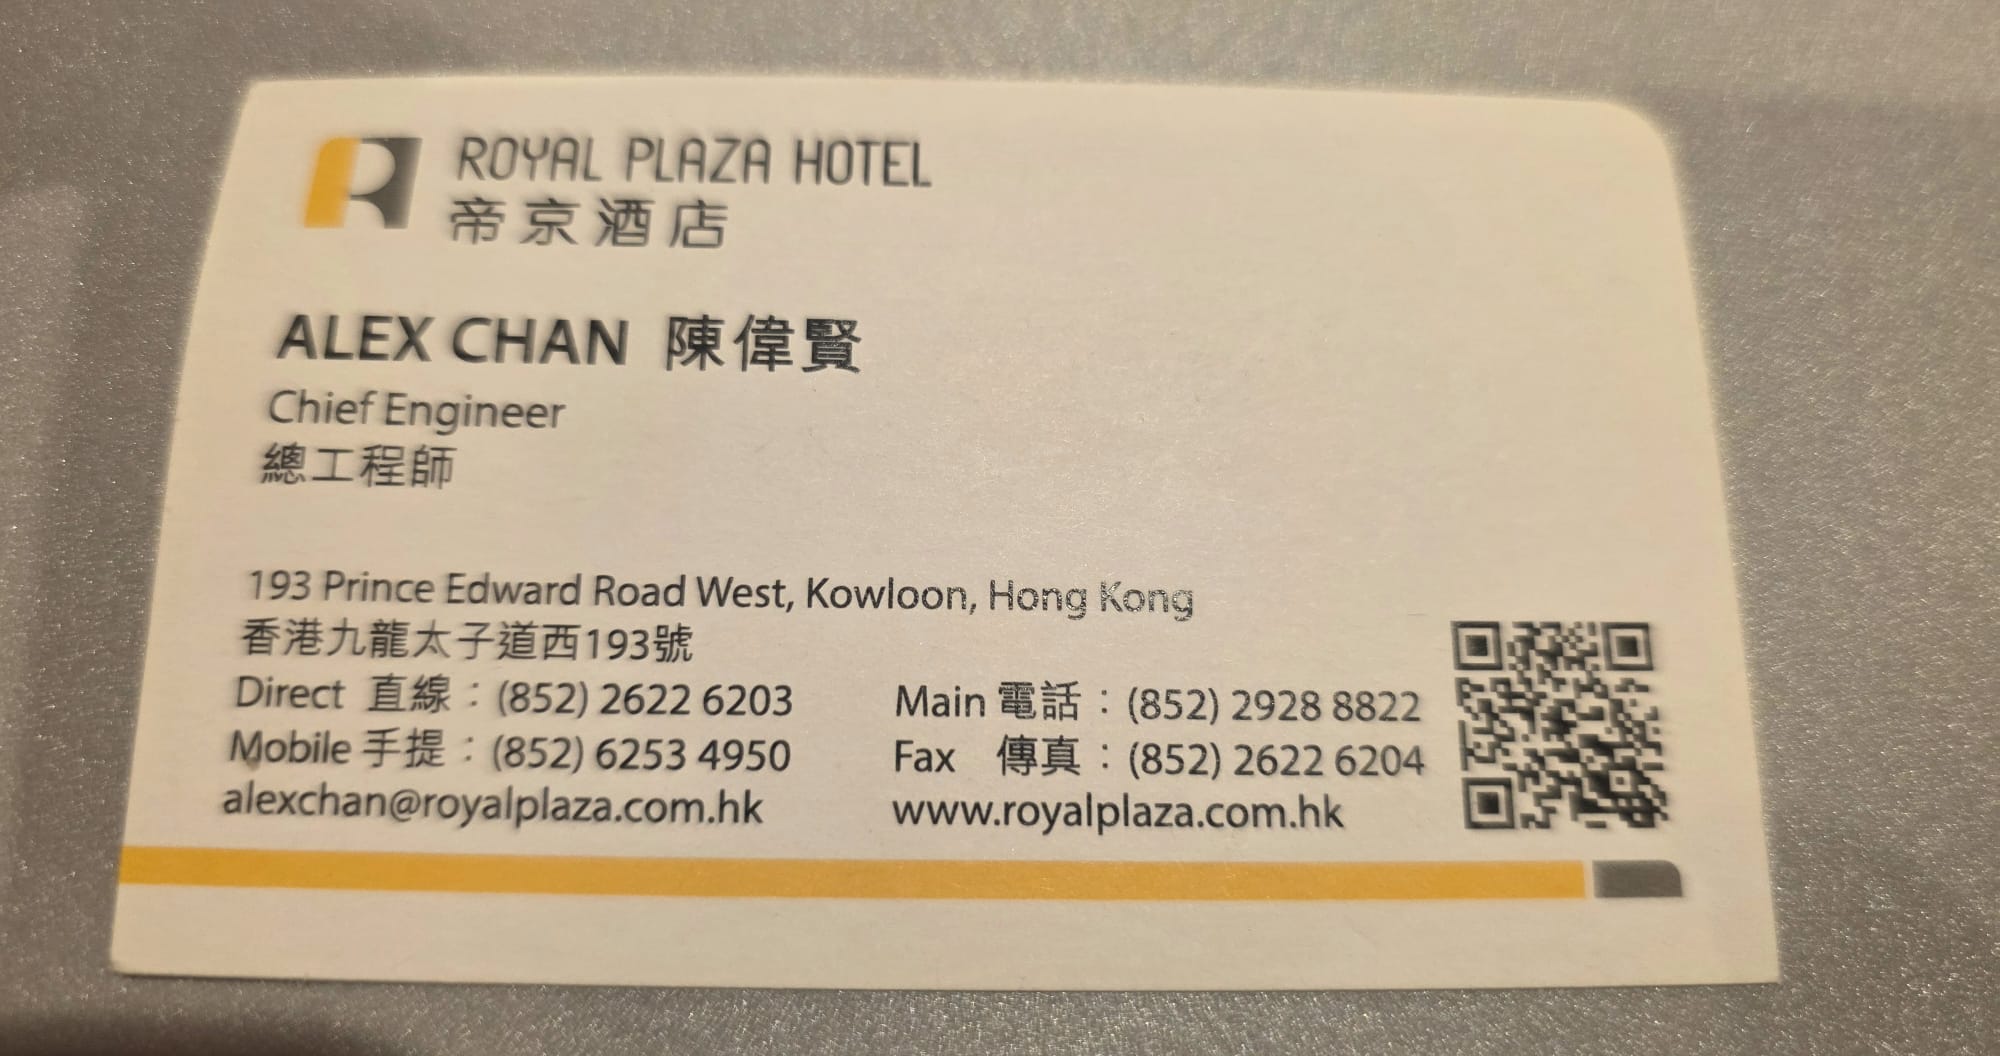 ROYAL PLAZA HOTEL
帝京酒店
ALEX CHAN 陳偉賢
Chief Engineer
總工程師
193 Prince Edward Road West, Kowloon, Hong Kong
香港九龍太子道西193號
Direct 直線：(852) 2622 6203
Mobile 手提：(852) 6253 4950
alexchan@royalplaza.com.hk
Main 電話：(852) 2928 8822
Fax 傳真：(852) 2622 6204
www.royalplaza.com.hk